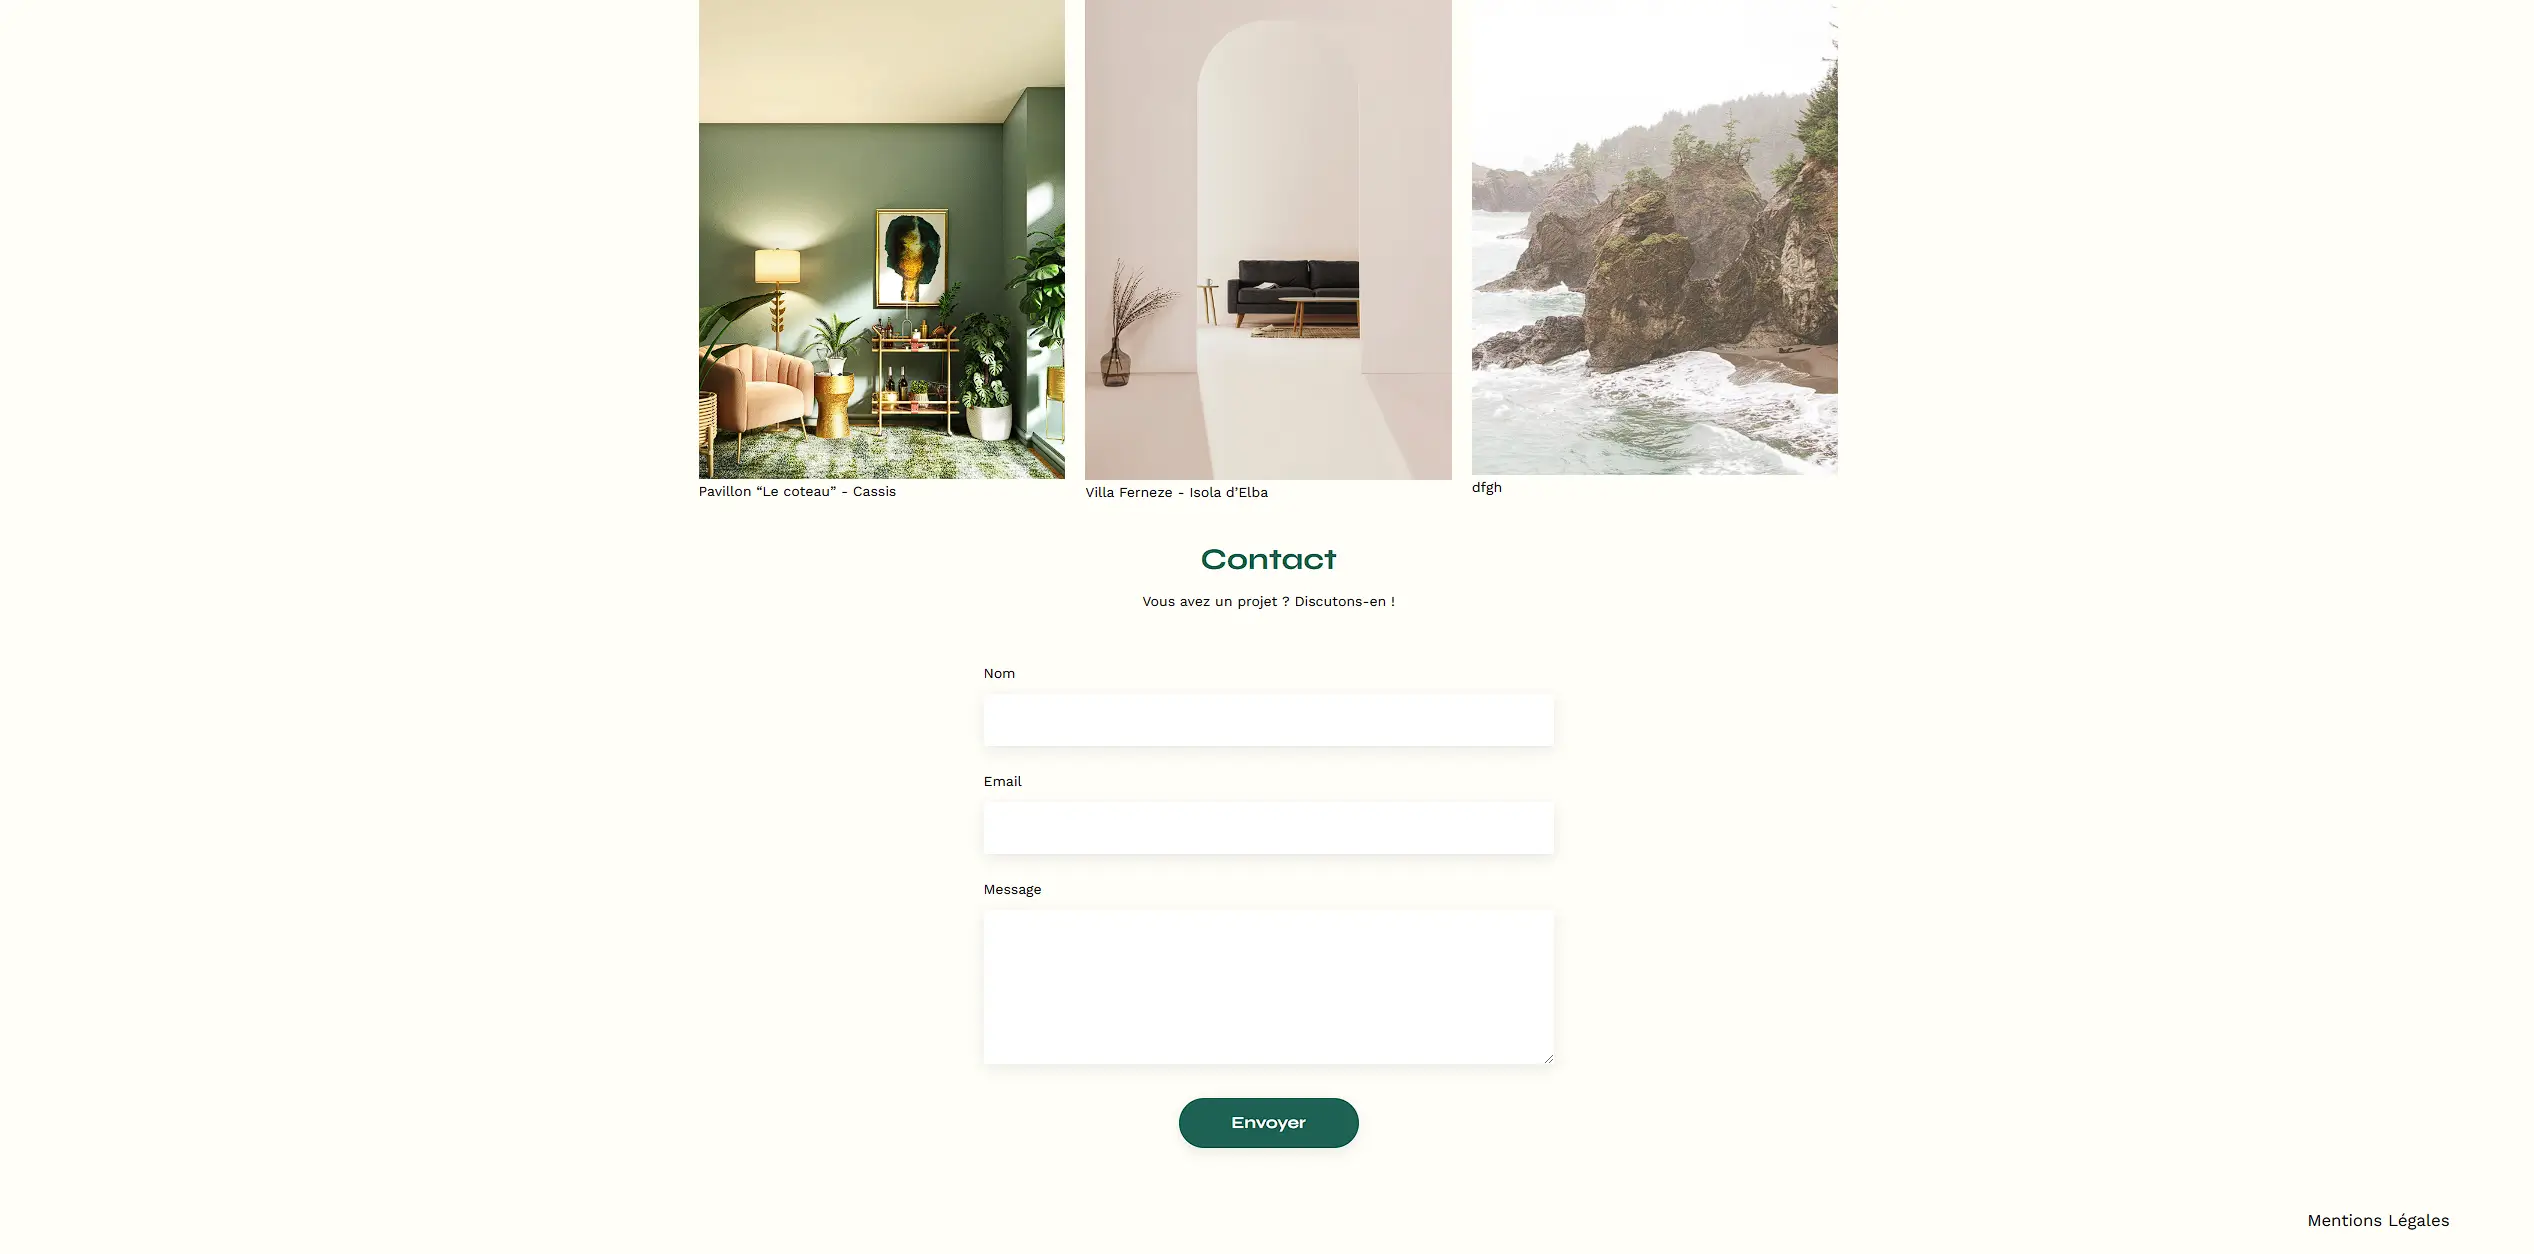 Pavillon “Le coteau” - Cassis
Villa Ferneze - Isola d’Elba
dfgh
Contact
Vous avez un projet ? Discutons-en !
Nom
Email
Message
Envoyer
Mentions Légales